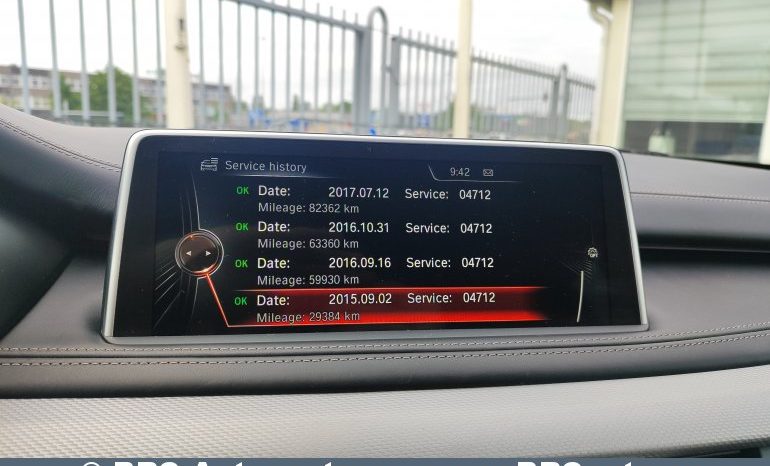 Service history
9:42
OK Date: 2017.07.12 Service: 04712
Mileage: 82362 km
OK Date: 2016.10.31 Service: 04712
Mileage: 63360 km
OK Date: 2016.09.16 Service: 04712
Mileage: 59930 km
OK Date: 2015.09.02 Service: 04712
Mileage: 29384 km
OFF